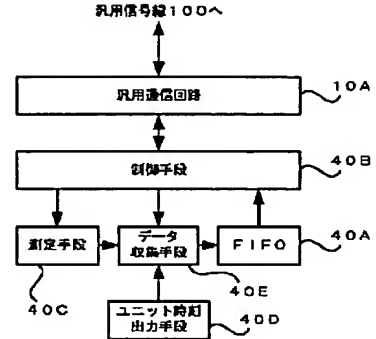 汎用信号線100へ
汎用通信回路
10A
制御手段
40B
測定手段
データ
収集手段
FIFO
40A
40C
40E
ユニット時刻
出力手段
40D